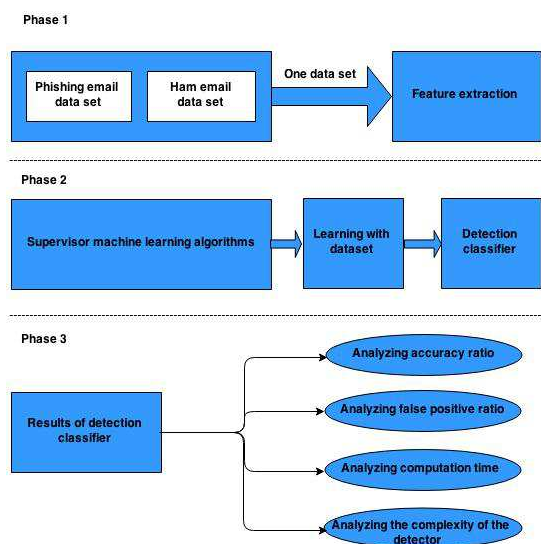 Phase 1
One data set
Phishing email
data set
Ham email
data set
Feature extraction
Phase 2
Supervisor machine learning algorithms
Learning with
dataset
Detection
classifier
Phase 3
Results of detection
classifier
Analyzing accuracy ratio
Analyzing false positive ratio
Analyzing computation time
Analyzing the complexity of the
detector